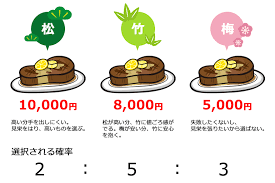 松
竹
梅
10,000円
8,000円
5,000円
高い分手を出しにくい。
見栄をはり、高いものを選ぶ。
松が高い分、竹に値ごろ感が
でる。梅が安い分、竹に安心
を抱く。
失敗したくないし、
見栄を張りたいから選ばない。
選択される確率
2 : 5 : 3